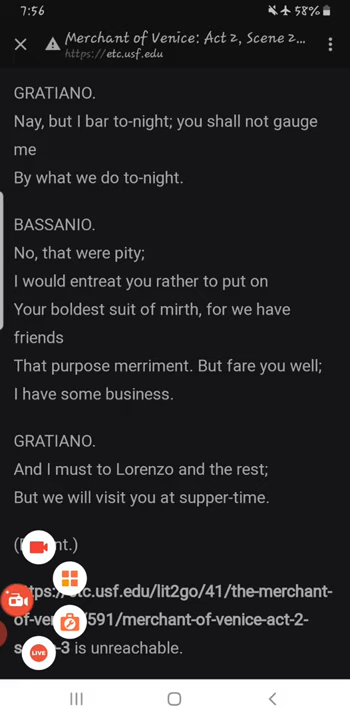 7:56
58%
Merchant of Venice: Act 2, Scene 2...
https://etc.usf.edu
GRATIANO.
Nay, but I bar to-night; you shall not gauge
me
By what we do to-night.
BASSANIO.
No, that were pity;
I would entreat you rather to put on
Your boldest suit of mirth, for we have
friends
That purpose merriment. But fare you well;
I have some business.
GRATIANO.
And I must to Lorenzo and the rest;
But we will visit you at supper-time.
nt.)
tc.usf.edu/lit2go/41/the-merchant-
591/merchant-of-venice-act-2-
-3 is unreachable.
LIVE